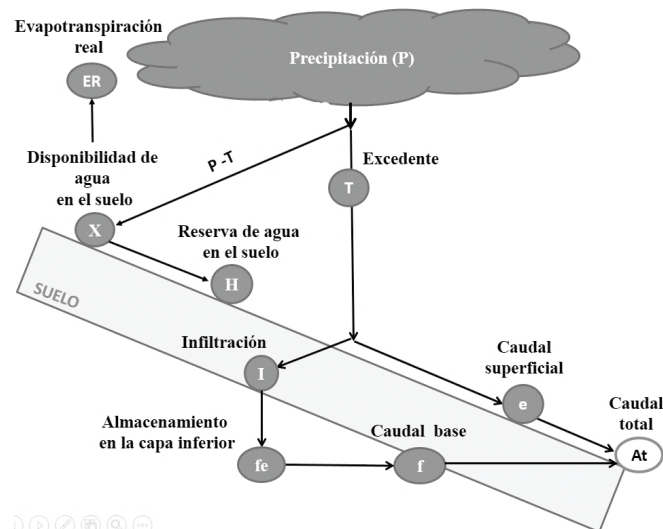 Evapotranspiración
real
ER
Precipitación (P)
Disponibilidad de
agua
en el suelo
X
P -T
Excedente
T
Reserva de agua
en el suelo
H
SUELO
Infiltración
I
Caudal
superficial
e
Almacenamiento
en la capa inferior
fe
Caudal base
f
Caudal
total
At